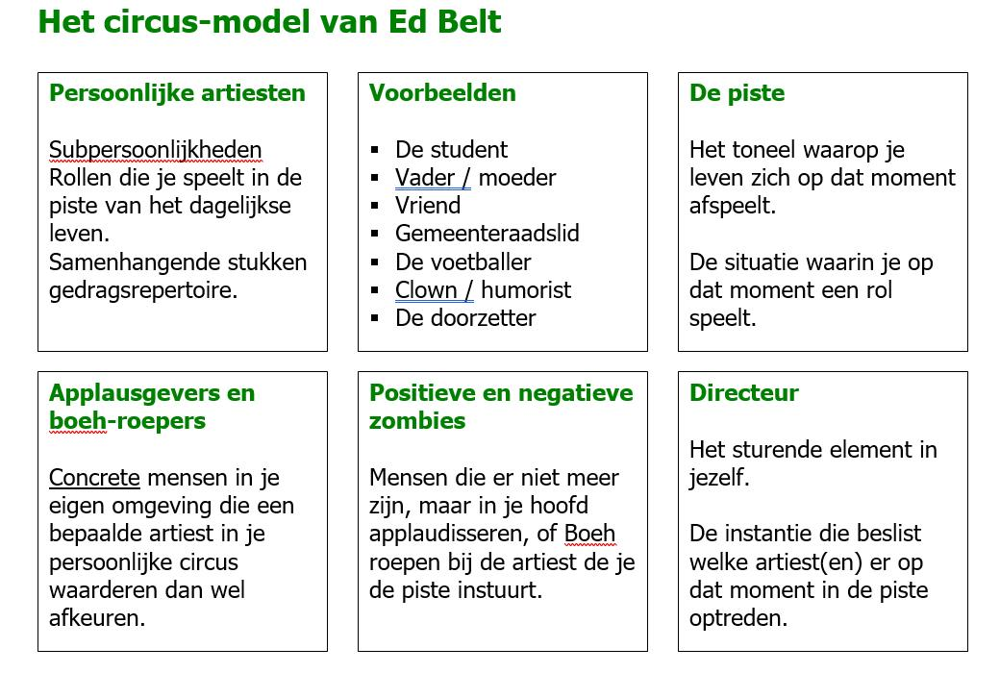 Het circus-model van Ed Belt
Persoonlijke artiesten
Subpersoonlijkheden
Rollen die je speelt in de
piste van het dagelijkse
leven.
Samenhangende stukken
gedragsrepertoire.
Voorbeelden
▪ De student
▪ Vader / moeder
▪ Vriend
▪ Gemeenteraadslid
▪ De voetballer
▪ Clown / humorist
▪ De doorzetter
De piste
Het toneel waarop je
leven zich op dat moment
afspeelt.
De situatie waarin je op
dat moment een rol
speelt.
Applausgevers en
boeh-roepers
Concrete mensen in je
eigen omgeving die een
bepaalde artiest in je
persoonlijke circus
waarderen dan wel
afkeuren.
Positieve en negatieve
zombies
Mensen die er niet meer
zijn, maar in je hoofd
applaudisseren, of Boeh
roepen bij de artiest de je
de piste instuurt.
Directeur
Het sturende element in
jezelf.
De instantie die beslist
welke artiest(en) er op
dat moment in de piste
optreden.